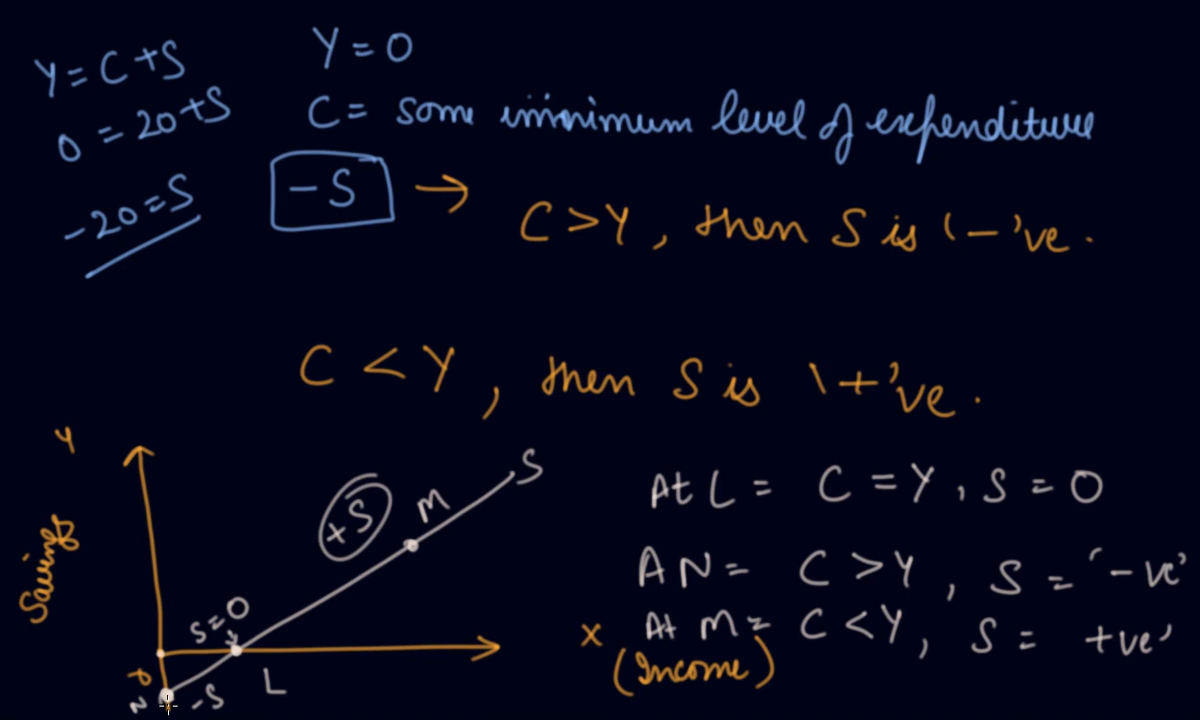 Y = C + S
0 = 20 + S
-20 = S
Y = 0
C = some minimum level of expenditure
-S → C > Y, then S is '-'ve.
C < Y, then S is '+'ve.
Y
Savings
S
M
+S
S = 0
L
-S
N
At L = C = Y, S = 0
A N = C > Y, S = '-ve'
At M = C < Y, S = +ve'
X
(Income)